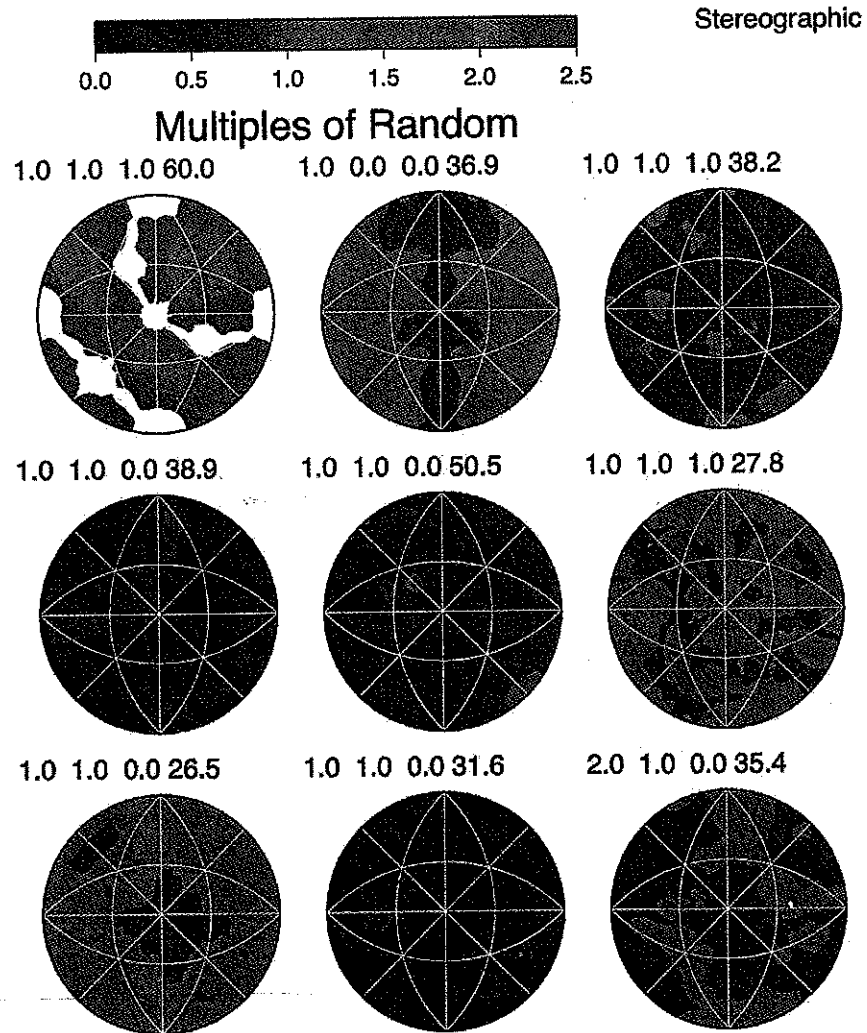 Stereographic
0.0 0.5 1.0 1.5 2.0 2.5
Multiples of Random
1.0 1.0 1.0 60.0 1.0 0.0 0.0 36.9 1.0 1.0 1.0 38.2
1.0 1.0 0.0 38.9 1.0 1.0 0.0 50.5 1.0 1.0 1.0 27.8
1.0 1.0 0.0 26.5 1.0 1.0 0.0 31.6 2.0 1.0 0.0 35.4